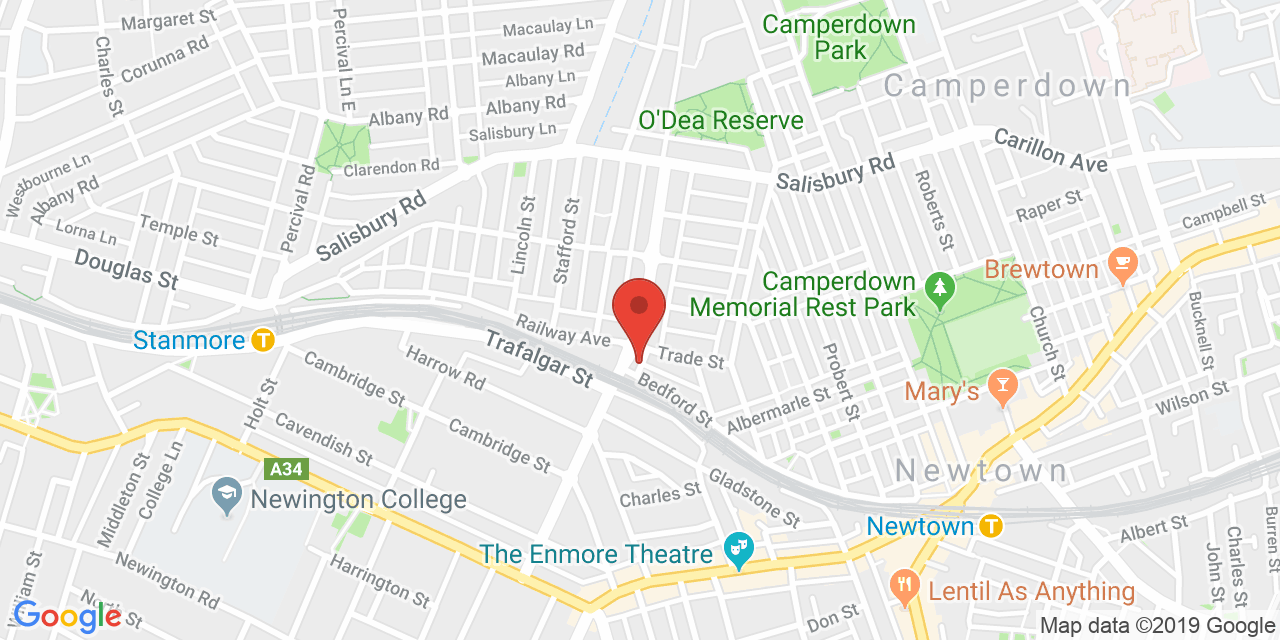 Margaret St
Percival Ln E
Macaulay Ln
Camperdown
Park
Charles St
Corunna Rd
Macaulay Rd
Albany Ln
Camperdown
Albany Rd
Albany Rd
O'Dea Reserve
Salisbury Ln
Carillon Ave
Westbourne Ln
Clarendon Rd
Salisbury Rd
Albany Rd
Percival Rd
Salisbury Rd
Roberts St
Raper St
Campbell St
Lorna Ln
Temple St
Lincoln St
Stafford St
Douglas St
Brewtown
Camperdown
Memorial Rest Park
Bucknell St
Church St
Stanmore
T
Railway Ave
Trafalgar St
Trade St
Probert St
Harrow Rd
Cambridge St
Bedford St
Mary's
Wilson St
Holt St
Albermarle St
Cavendish St
Cambridge St
A34
Newtown
Middleton St
College Ln
Newington College
Charles St
Gladstone St
Newtown
T
Albert St
The Enmore Theatre
Burren St
Charles St
John St
William St
Newington Rd
Harrington St
Lentil As Anything
North St
Don St
Google
Map data ©2019 Google